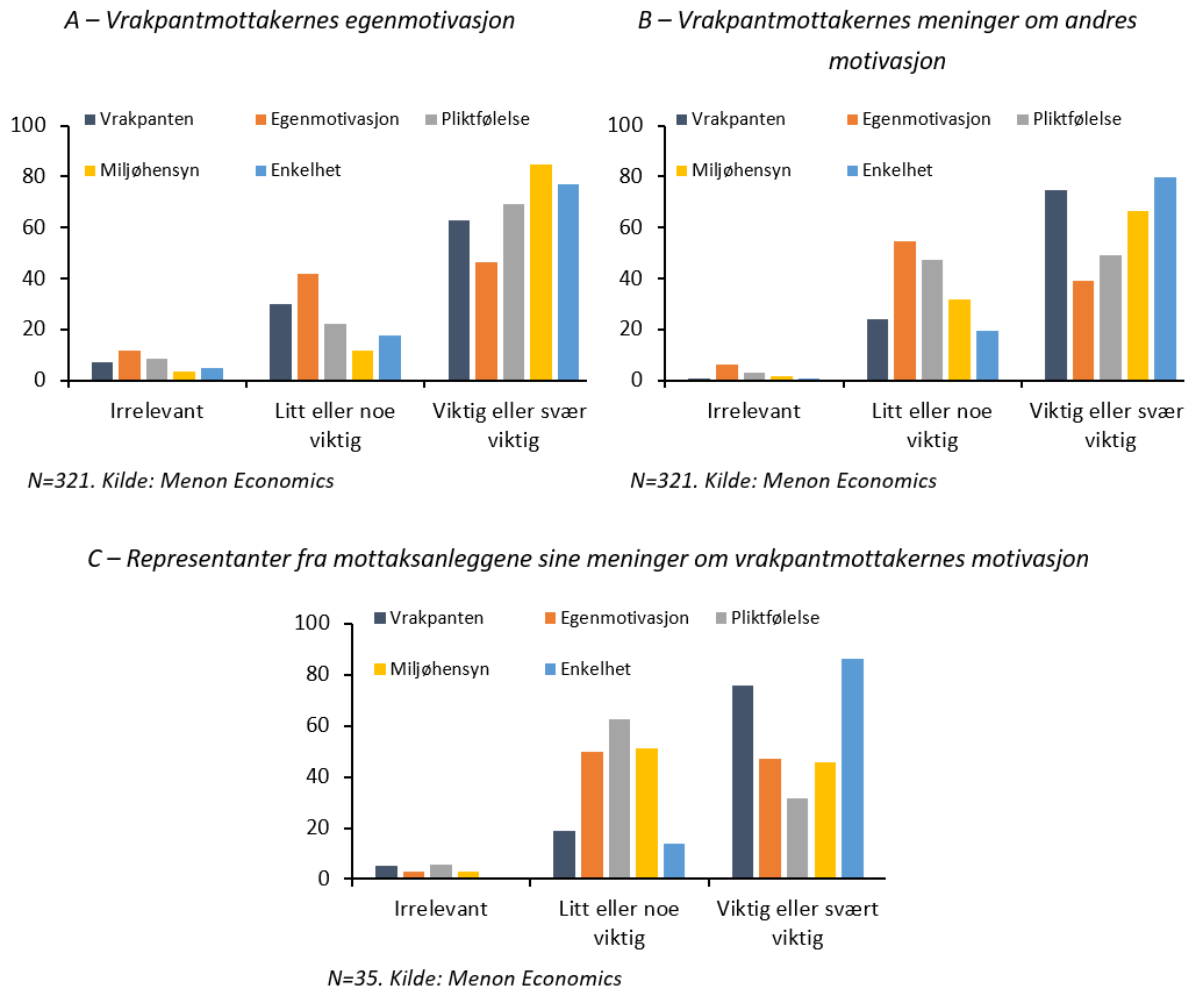 A – Vrakpantmottakernes egenmotivasjon
100
80
60
40
20
0
Vrakpanten
Egenmotivasjon
Pliktfølelse
Miljøhensyn
Enkelhet
Irrelevant
Litt eller noe
viktig
Viktig eller svær
viktig
N=321. Kilde: Menon Economics
B – Vrakpantmottakernes meninger om andres
motivasjon
100
80
60
40
20
0
Vrakpanten
Egenmotivasjon
Pliktfølelse
Miljøhensyn
Enkelhet
Irrelevant
Litt eller noe
viktig
Viktig eller svær
viktig
N=321. Kilde: Menon Economics
C – Representanter fra mottaksanleggene sine meninger om vrakpantmottakernes motivasjon
100
80
60
40
20
0
Vrakpanten
Egenmotivasjon
Pliktfølelse
Miljøhensyn
Enkelhet
Irrelevant
Litt eller noe
viktig
Viktig eller svært
viktig
N=35. Kilde: Menon Economics